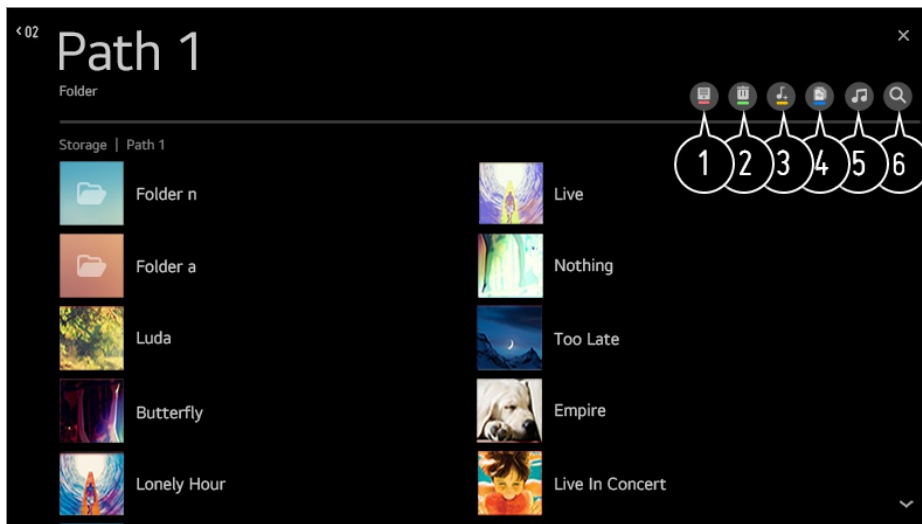 <02
Path 1
Folder
1 2 3 4 5 6
Storage | Path 1
Folder n
Live
Folder a
Nothing
Luda
Too Late
Butterfly
Empire
Lonely Hour
Live In Concert